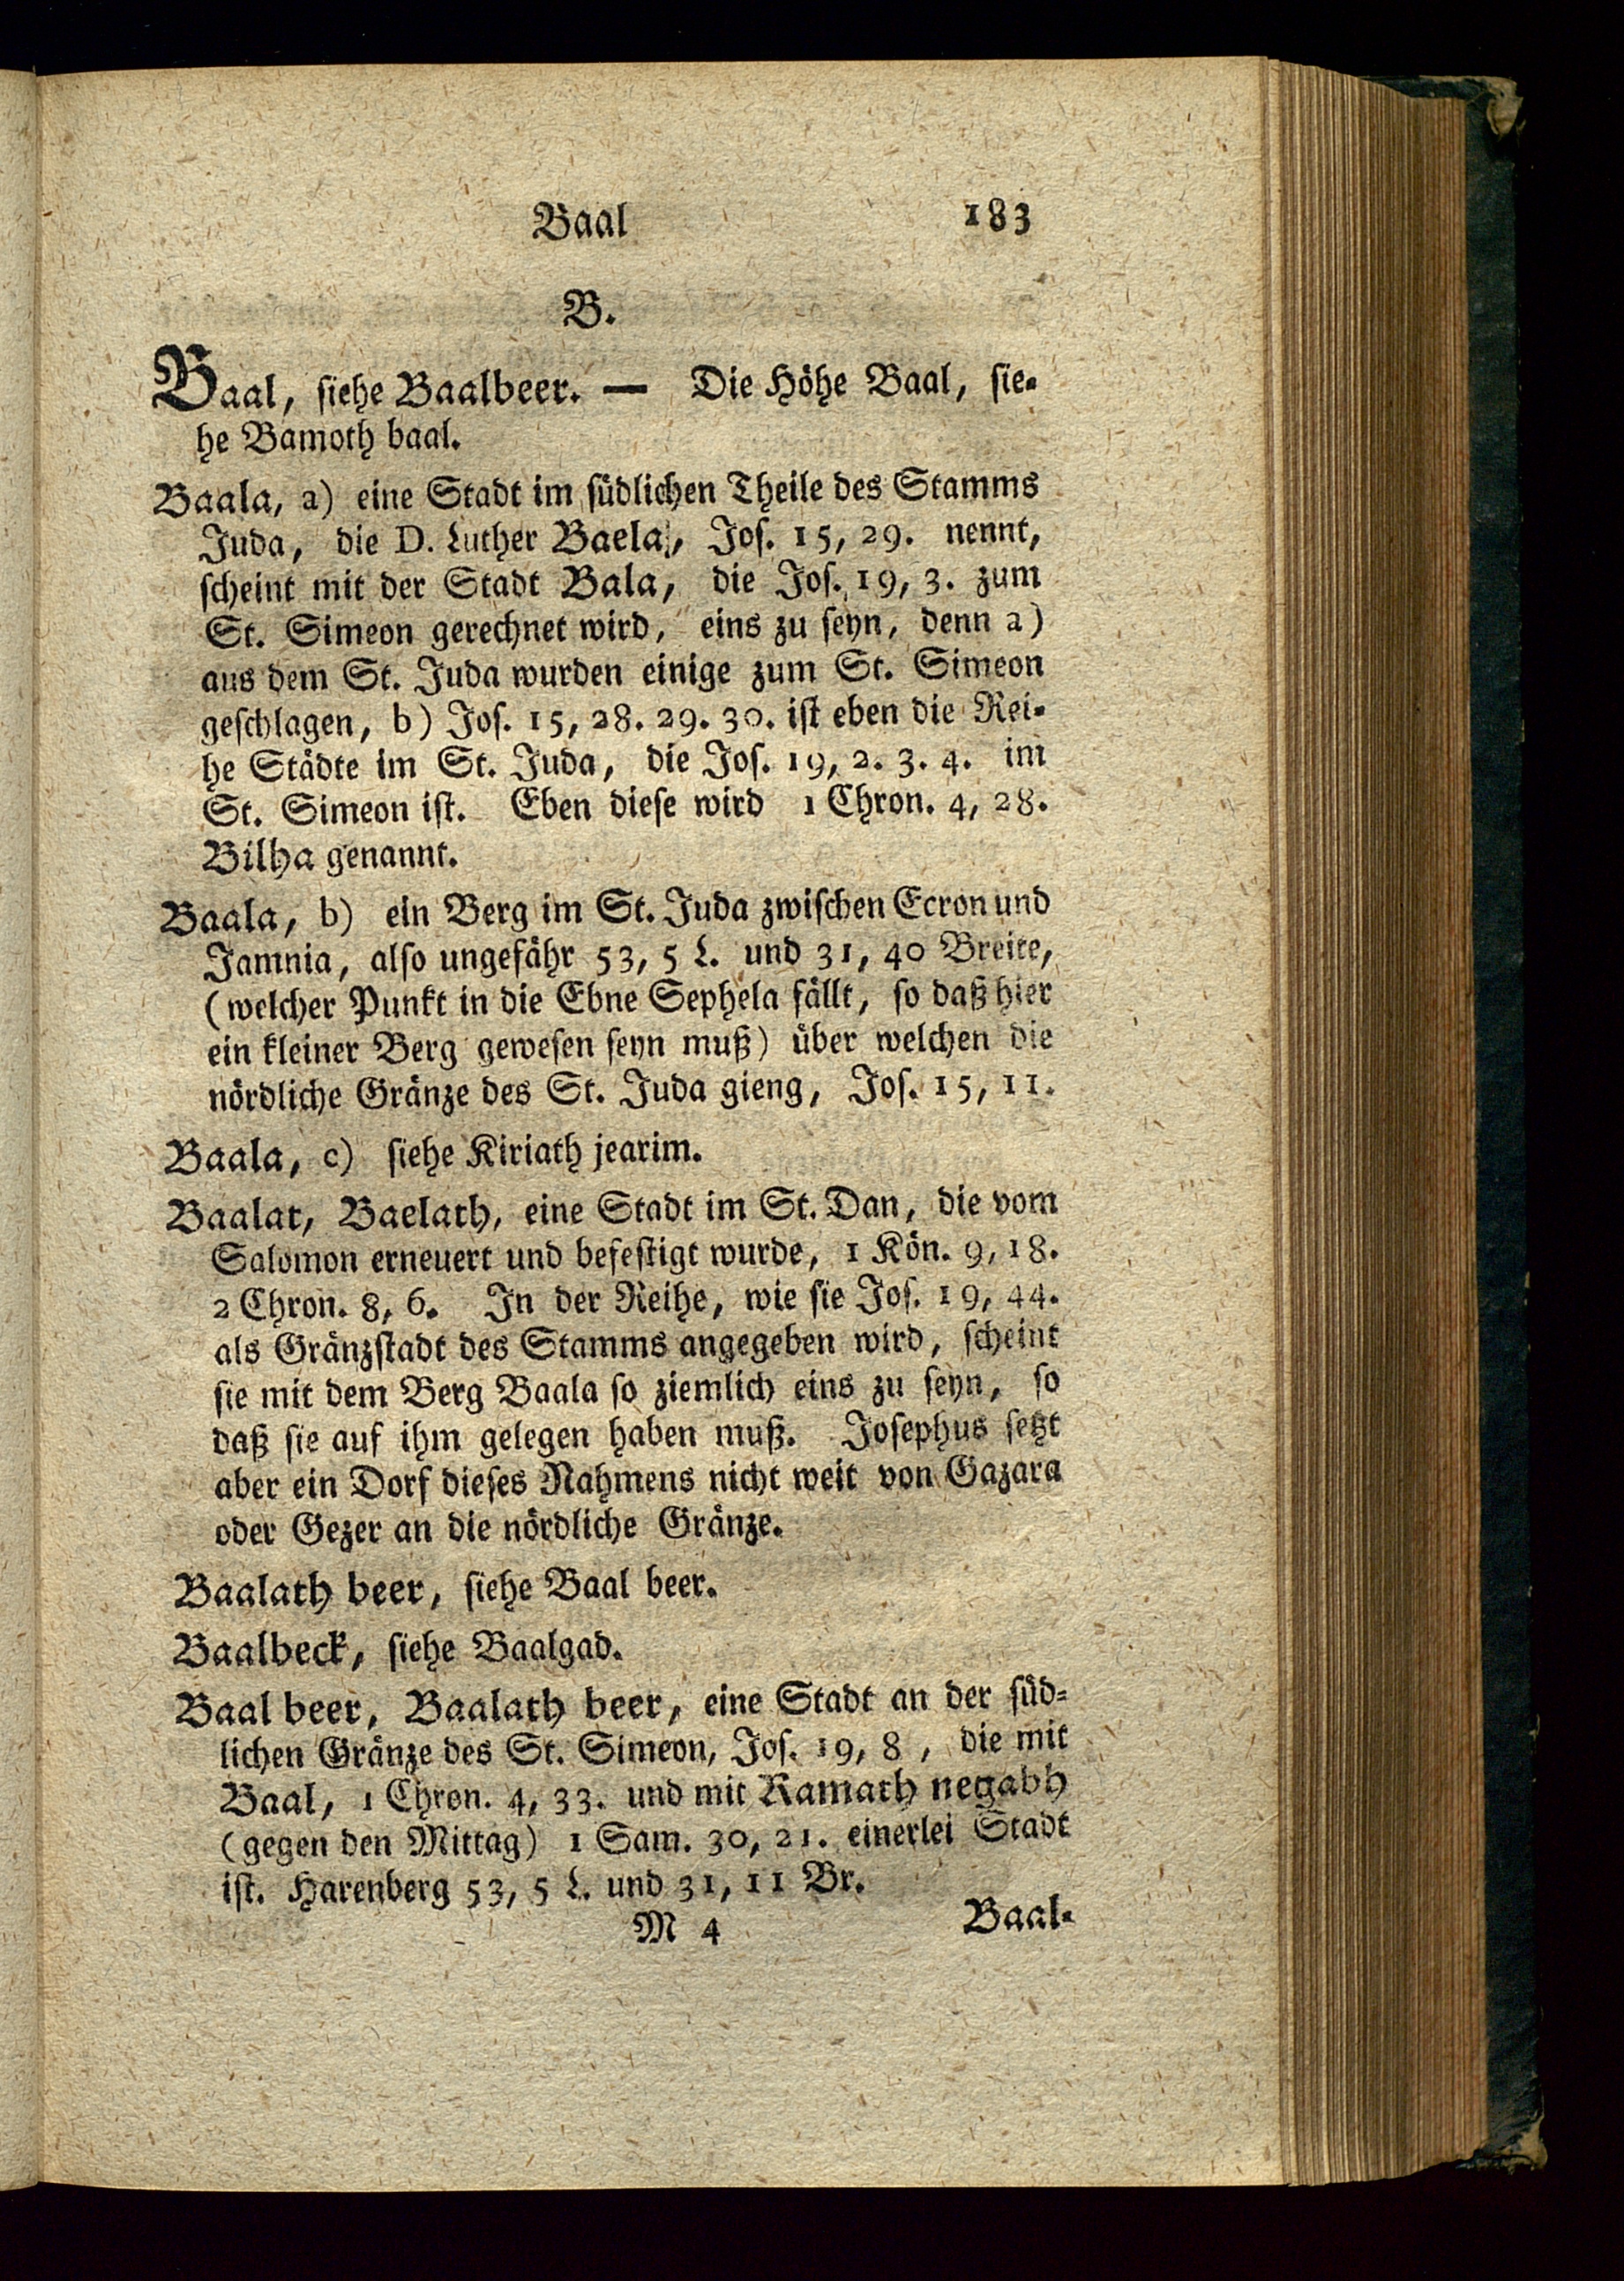 Baal 183
B.
Baal, siehe Baalbeer. — Die Höhe Baal, sie-
he Bamoth baal.
Baala, a) eine Stadt im südlichen Theile des Stamms
Juda, die D. Luther Baela, Jos. 15, 29. nennt,
scheint mit der Stadt Bala, die Jos. 19, 3. zum
St. Simeon gerechnet wird, eins zu seyn, denn a)
aus dem St. Juda wurden einige zum St. Simeon
geschlagen, b) Jos. 15, 28. 29. 30. ist eben die Rei-
he Städte im St. Juda, die Jos. 19, 2. 3. 4. im
St. Simeon ist. Eben diese wird 1 Chron. 4, 28.
Bilha genannt.
Baala, b) ein Berg im St. Juda zwischen Ecron und
Jamnia, also ungefähr 53, 5 L. und 31, 40 Breite,
(welcher Punkt in die Ebne Sephela fällt, so daß hier
ein kleiner Berg gewesen seyn muß) über welchen die
nördliche Gränze des St. Juda gieng, Jos. 15, 11.
Baala, c) siehe Kiriath jearim.
Baalat, Baelath, eine Stadt im St. Dan, die vom
Salomon erneuert und befestigt wurde, 1 Kön. 9, 18.
2 Chron. 8, 6. In der Reihe, wie sie Jos. 19, 44.
als Gränzstadt des Stamms angegeben wird, scheint
sie mit dem Berg Baala so ziemlich eins zu seyn, so
daß sie auf ihm gelegen haben muß. Josephus setzt
aber ein Dorf dieses Nahmens nicht weit von Gazara
oder Gezer an die nördliche Gränze.
Baalath beer, siehe Baal beer.
Baalbeck, siehe Baalgad.
Baal beer, Baalath beer, eine Stadt an der süd-
lichen Gränze des St. Simeon, Jos. 19, 8, die mit
Baal, 1 Chron. 4, 33. und mit Ramath negabh
(gegen den Mittag) 1 Sam. 30, 21. einerlei Stadt
ist. Harenberg 53, 5 L. und 31, 11 Br.
M 4 Baal-